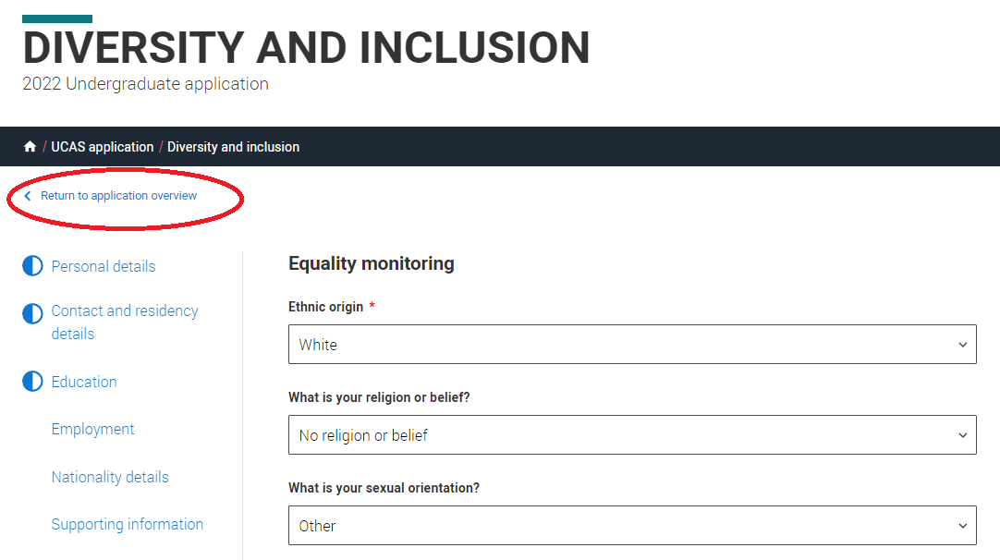 DIVERSITY AND INCLUSION
2022 Undergraduate application
/ UCAS application / Diversity and inclusion
Return to application overview
Personal details
Contact and residency
details
Education
Employment
Nationality details
Supporting information
Equality monitoring
Ethnic origin *
White
What is your religion or belief?
No religion or belief
What is your sexual orientation?
Other